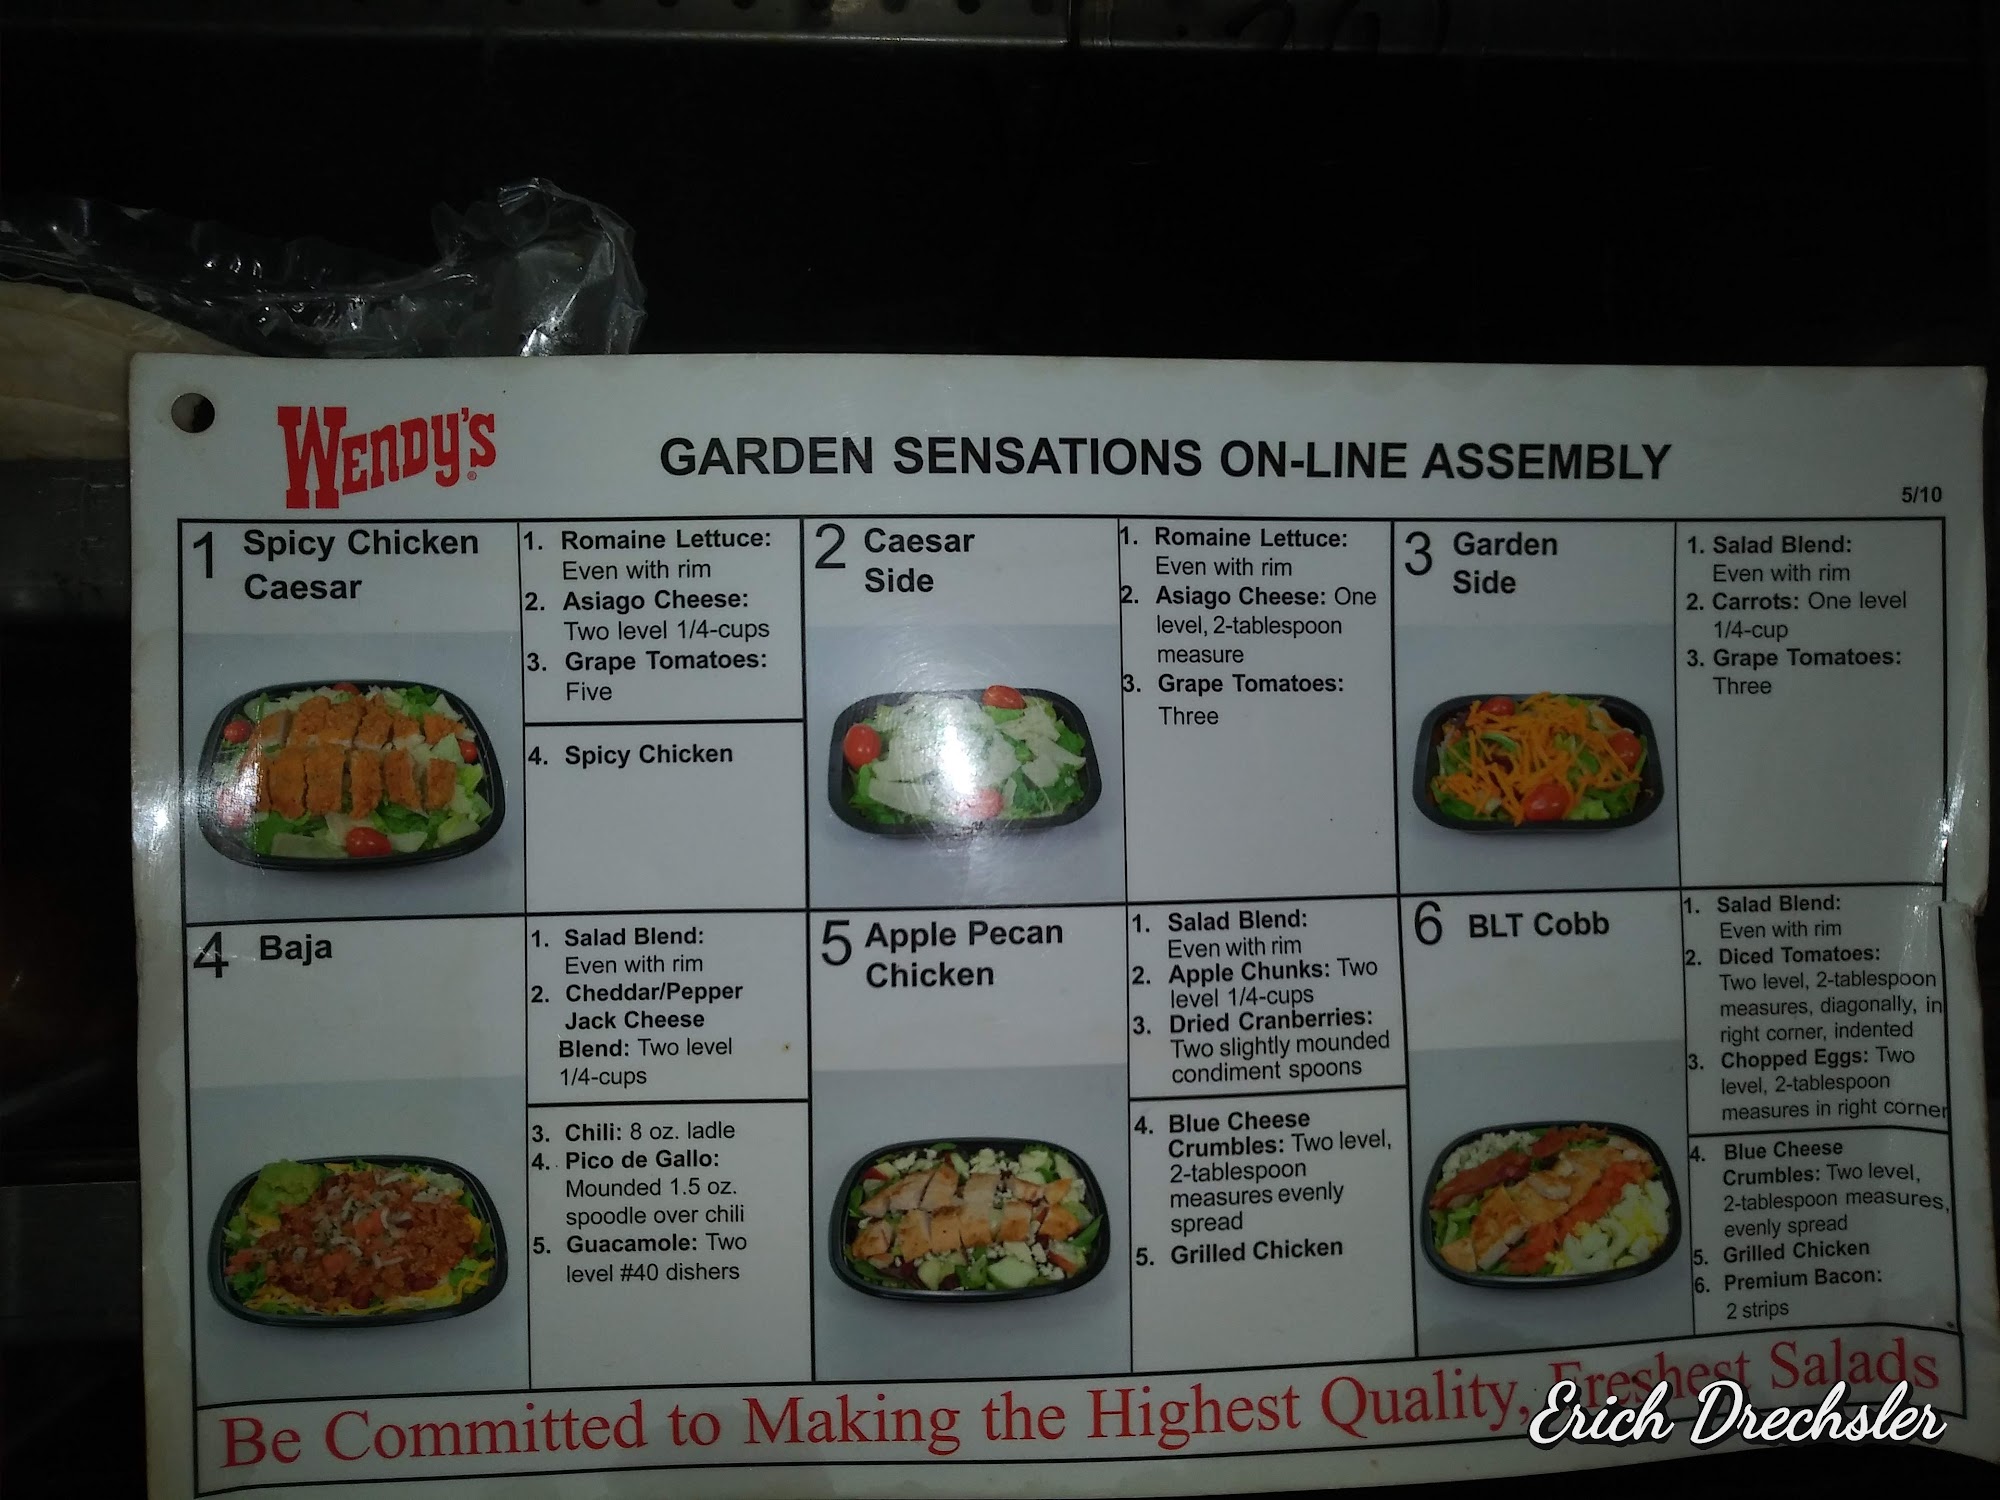 WENDY'S
GARDEN SENSATIONS ON-LINE ASSEMBLY
5/10
1 Spicy Chicken
Caesar
1. Romaine Lettuce:
Even with rim
2. Asiago Cheese:
Two level 1/4-cups
3. Grape Tomatoes:
Five
4. Spicy Chicken
2 Caesar
Side
1. Romaine Lettuce:
Even with rim
2. Asiago Cheese: One
level, 2-tablespoon
measure
3. Grape Tomatoes:
Three
3 Garden
Side
1. Salad Blend:
Even with rim
2. Carrots: One level
1/4-cup
3. Grape Tomatoes:
Three
4 Baja
1. Salad Blend:
Even with rim
2. Cheddar/Pepper
Jack Cheese
Blend: Two level
1/4-cups
3. Chili: 8 oz. ladle
4. Pico de Gallo:
Mounded 1.5 oz.
spoodle over chili
5. Guacamole: Two
level #40 dishers
5 Apple Pecan
Chicken
1. Salad Blend:
Even with rim
2. Apple Chunks: Two
level 1/4-cups
3. Dried Cranberries:
Two slightly mounded
condiment spoons
4. Blue Cheese
Crumbles: Two level,
2-tablespoon
measures evenly
spread
5. Grilled Chicken
6 BLT Cobb
1. Salad Blend:
Even with rim
2. Diced Tomatoes:
Two level, 2-tablespoon
measures, diagonally, in
right corner, indented
3. Chopped Eggs: Two
level, 2-tablespoon
measures in right corner
4. Blue Cheese
Crumbles: Two level,
2-tablespoon measures,
evenly spread
5. Grilled Chicken
6. Premium Bacon:
2 strips
Be Committed to Making the Highest Quality, Freshest Salads
Erich Drechsler